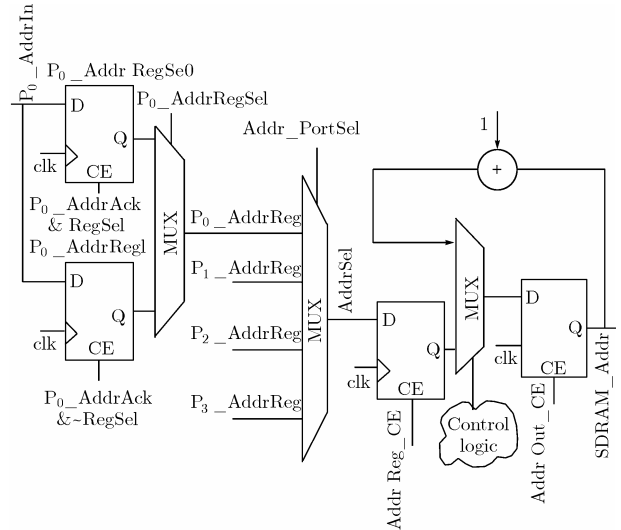 P0_AddrIn
P0_Addr RegSe0
D
Q
clk
CE
P0_AddrAck
& RegSel
P0_AddrRegSel
MUX
P0_AddrRegl
D
Q
clk
CE
P0_AddrAck
&~RegSel
Addr_PortSel
P0_AddrReg
P1_AddrReg
P2_AddrReg
P3_AddrReg
MUX
AddrSel
D
Q
clk
CE
Addr Reg_CE
1
+
MUX
Control
logic
D
Q
clk
CE
Addr Out_CE
SDRAM_Addr